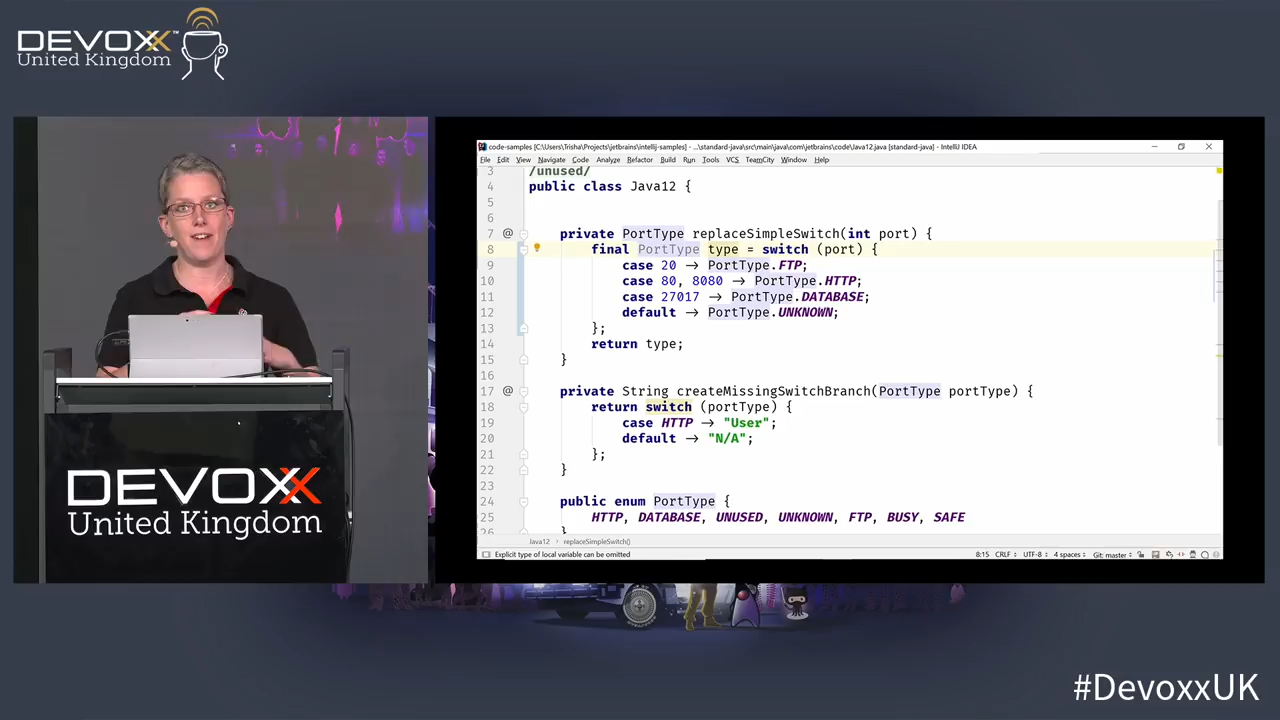 DEVOXX™
United Kingdom
DEVOXX
United Kingdom
code-samples [C:\Users\Trisha\Projects\jetbrains\intellij-samples] - ...\standard-java\src\main\java\com\jetbrains\code\Java12.java [standard-java] - IntelliJ IDEA
File Edit View Navigate Code Analyze Refactor Build Run Tools VCS TeamCity Window Help
3 /unused/
4 public class Java12 {
5
6
7 @ private PortType replaceSimpleSwitch(int port) {
8 final PortType type = switch (port) {
9 case 20 -> PortType.FTP;
10 case 80, 8080 -> PortType.HTTP;
11 case 27017 -> PortType.DATABASE;
12 default -> PortType.UNKNOWN;
13 };
14 return type;
15 }
16
17 @ private String createMissingSwitchBranch(PortType portType) {
18 return switch (portType) {
19 case HTTP -> "User";
20 default -> "N/A";
21 };
22 }
23
24 public enum PortType {
25 HTTP, DATABASE, UNUSED, UNKNOWN, FTP, BUSY, SAFE
26 }
Java12 > replaceSimpleSwitch()
Explicit type of local variable can be omitted 8:15 CRLF UTF-8 4 spaces Git: master
#DevoxxUK